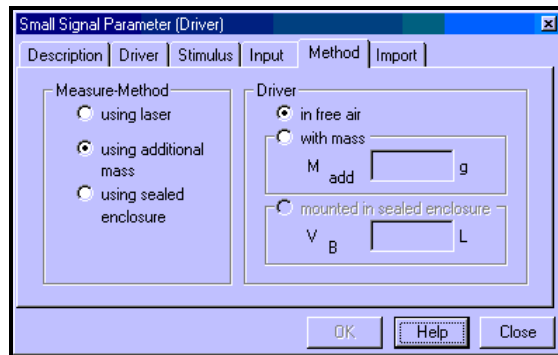 Small Signal Parameter (Driver)
Description Driver Stimulus Input Method Import
Measure-Method
using laser
using additional
mass
using sealed
enclosure
Driver
in free air
with mass
M add g
mounted in sealed enclosure
V B L
OK Help Close